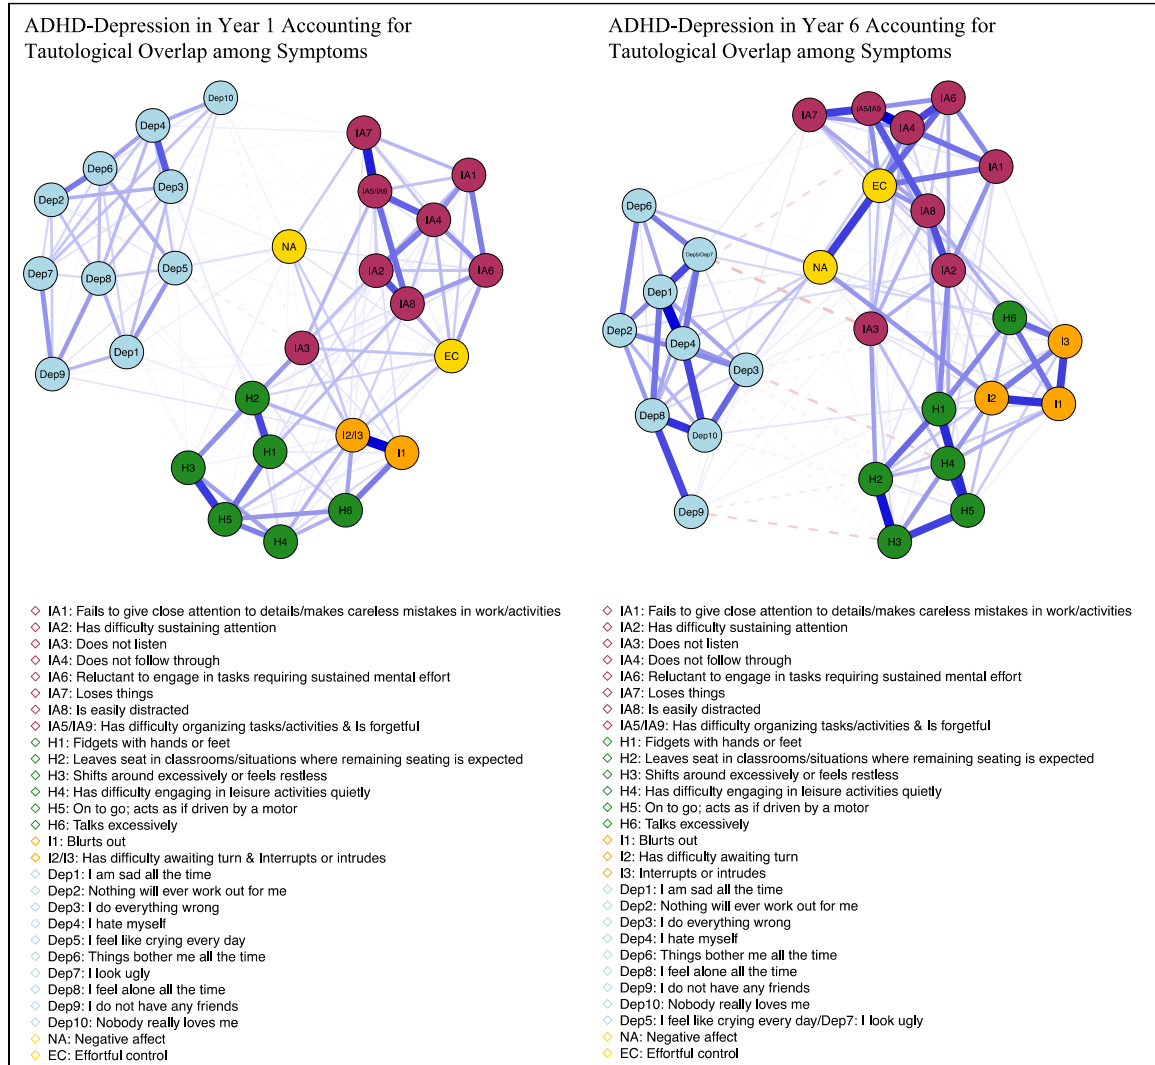 ADHD-Depression in Year 1 Accounting for
Tautological Overlap among Symptoms
Dep10
Dep4
IA7
Dep6
Dep3
IA1
Dep2
IA5/IA9
IA4
NA
Dep7
Dep8
Dep5
IA2
IA6
IA8
Dep1
IA3
EC
Dep9
H2
I2/I3
H1
I1
H3
H5
H6
H4
IA1: Fails to give close attention to details/makes careless mistakes in work/activities
IA2: Has difficulty sustaining attention
IA3: Does not listen
IA4: Does not follow through
IA6: Reluctant to engage in tasks requiring sustained mental effort
IA7: Loses things
IA8: Is easily distracted
IA5/IA9: Has difficulty organizing tasks/activities & Is forgetful
H1: Fidgets with hands or feet
H2: Leaves seat in classrooms/situations where remaining seating is expected
H3: Shifts around excessively or feels restless
H4: Has difficulty engaging in leisure activities quietly
H5: On to go; acts as if driven by a motor
H6: Talks excessively
I1: Blurts out
I2/I3: Has difficulty awaiting turn & Interrupts or intrudes
Dep1: I am sad all the time
Dep2: Nothing will ever work out for me
Dep3: I do everything wrong
Dep4: I hate myself
Dep5: I feel like crying every day
Dep6: Things bother me all the time
Dep7: I look ugly
Dep8: I feel alone all the time
Dep9: I do not have any friends
Dep10: Nobody really loves me
NA: Negative affect
EC: Effortful control
ADHD-Depression in Year 6 Accounting for
Tautological Overlap among Symptoms
IA7
IA5/IA9
IA6
IA4
IA1
EC
Dep6
IA8
Dep5/Dep7
NA
IA2
Dep1
Dep2
IA3
H6
Dep4
I3
Dep3
I2
I1
Dep8
H1
Dep10
H4
H2
Dep9
H5
H3
IA1: Fails to give close attention to details/makes careless mistakes in work/activities
IA2: Has difficulty sustaining attention
IA3: Does not listen
IA4: Does not follow through
IA6: Reluctant to engage in tasks requiring sustained mental effort
IA7: Loses things
IA8: Is easily distracted
IA5/IA9: Has difficulty organizing tasks/activities & Is forgetful
H1: Fidgets with hands or feet
H2: Leaves seat in classrooms/situations where remaining seating is expected
H3: Shifts around excessively or feels restless
H4: Has difficulty engaging in leisure activities quietly
H5: On to go; acts as if driven by a motor
H6: Talks excessively
I1: Blurts out
I2: Has difficulty awaiting turn
I3: Interrupts or intrudes
Dep1: I am sad all the time
Dep2: Nothing will ever work out for me
Dep3: I do everything wrong
Dep4: I hate myself
Dep6: Things bother me all the time
Dep8: I feel alone all the time
Dep9: I do not have any friends
Dep10: Nobody really loves me
Dep5: I feel like crying every day/Dep7: I look ugly
NA: Negative affect
EC: Effortful control